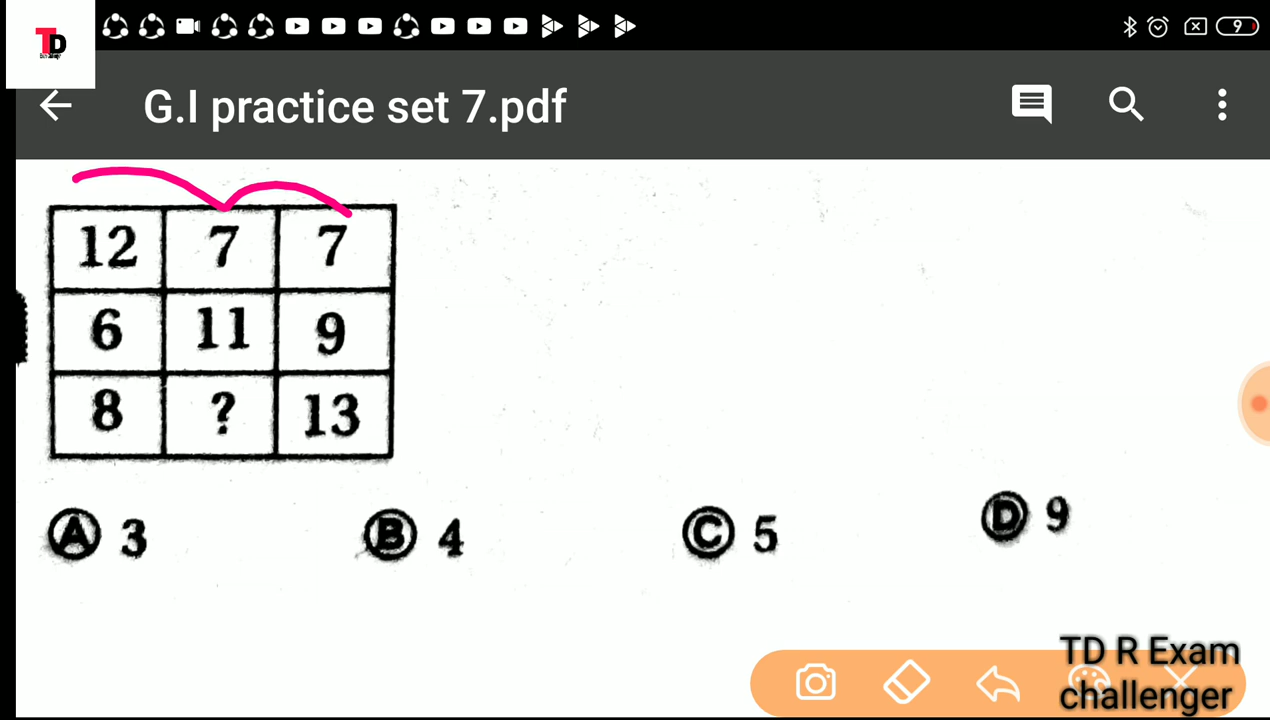 TD
9
G.I practice set 7.pdf
12 7 7
6 11 9
8 ? 13
A 3 B 4 C 5 D 9
TD R Exam
challenger